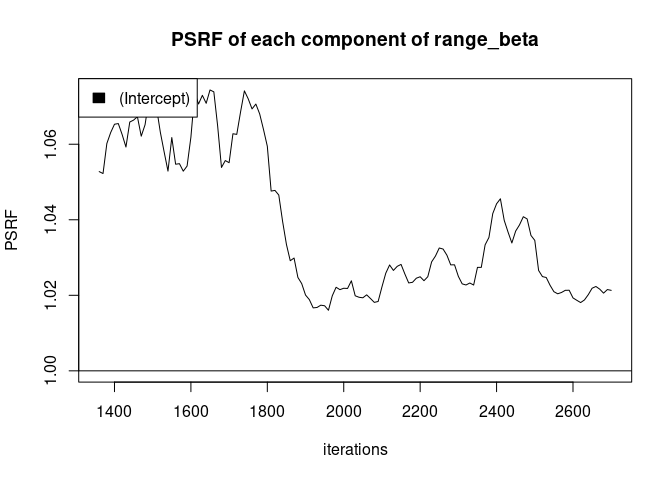 PSRF of each component of range_beta
(Intercept)
PSRF
1.06
1.04
1.02
1.00
1400 1600 1800 2000 2200 2400 2600
iterations